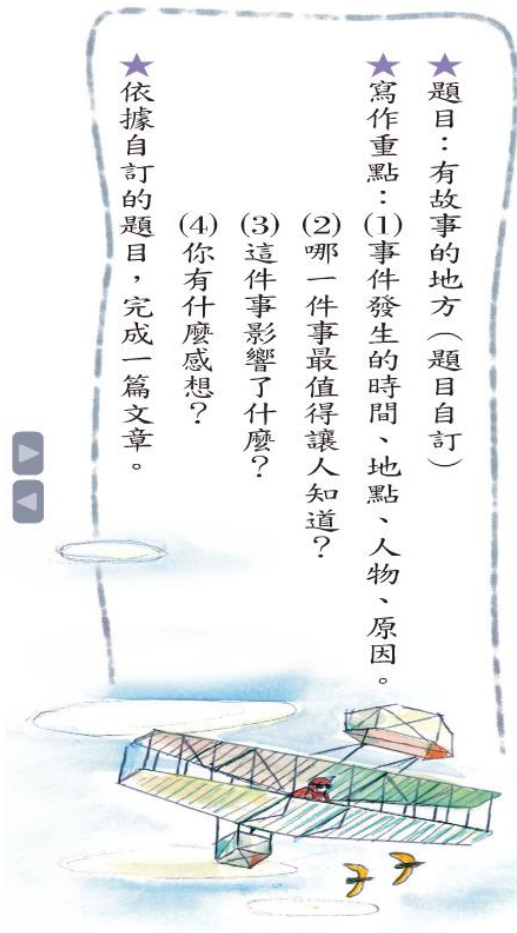 ★題目：有故事的地方（題目自訂）
★寫作重點：(1)事件發生的時間、地點、人物、原因。
(2)哪一件事最值得讓人知道？
(3)這件事影響了什麼？
(4)你有什麼感想？
★依據自訂的題目，完成一篇文章。